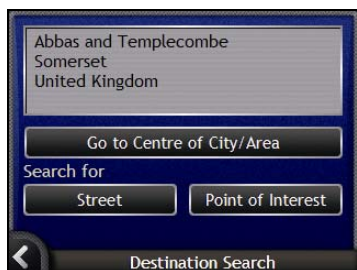 Abbas and Templecombe
Somerset
United Kingdom
Go to Centre of City/Area
Search for
Street Point of Interest
Destination Search